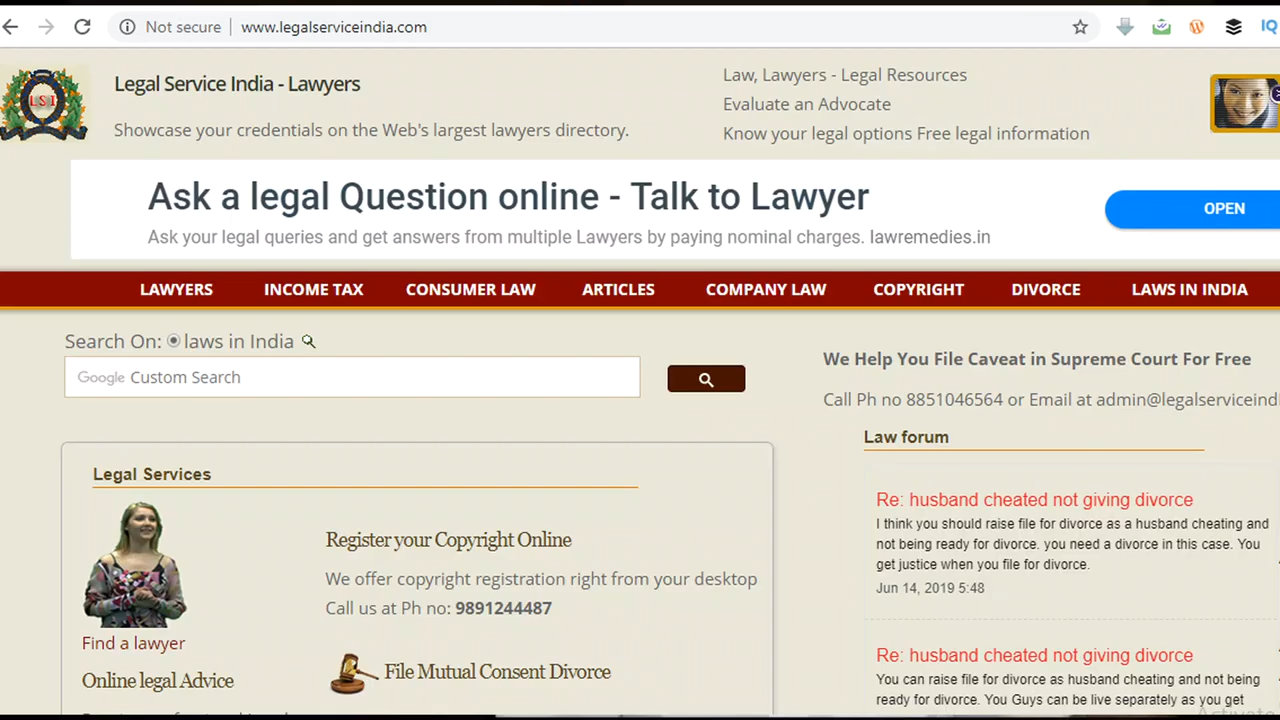 Not secure www.legalserviceindia.com
LSI
Legal Service India - Lawyers
Showcase your credentials on the Web's largest lawyers directory.
Law, Lawyers - Legal Resources
Evaluate an Advocate
Know your legal options Free legal information
Ask a legal Question online - Talk to Lawyer
Ask your legal queries and get answers from multiple Lawyers by paying nominal charges. lawremedies.in
OPEN
LAWYERS INCOME TAX CONSUMER LAW ARTICLES COMPANY LAW COPYRIGHT DIVORCE LAWS IN INDIA
Search On: laws in India
Google Custom Search
We Help You File Caveat in Supreme Court For Free
Call Ph no 8851046564 or Email at admin@legalserviceindi
Legal Services
Find a lawyer
Online legal Advice
Register your Copyright Online
We offer copyright registration right from your desktop
Call us at Ph no: 9891244487
File Mutual Consent Divorce
Law forum
Re: husband cheated not giving divorce
I think you should raise file for divorce as a husband cheating and
not being ready for divorce. you need a divorce in this case. You
get justice when you file for divorce.
Jun 14, 2019 5:48
Re: husband cheated not giving divorce
You can raise file for divorce as husband cheating and not being
ready for divorce. You Guys can be live separately as you get